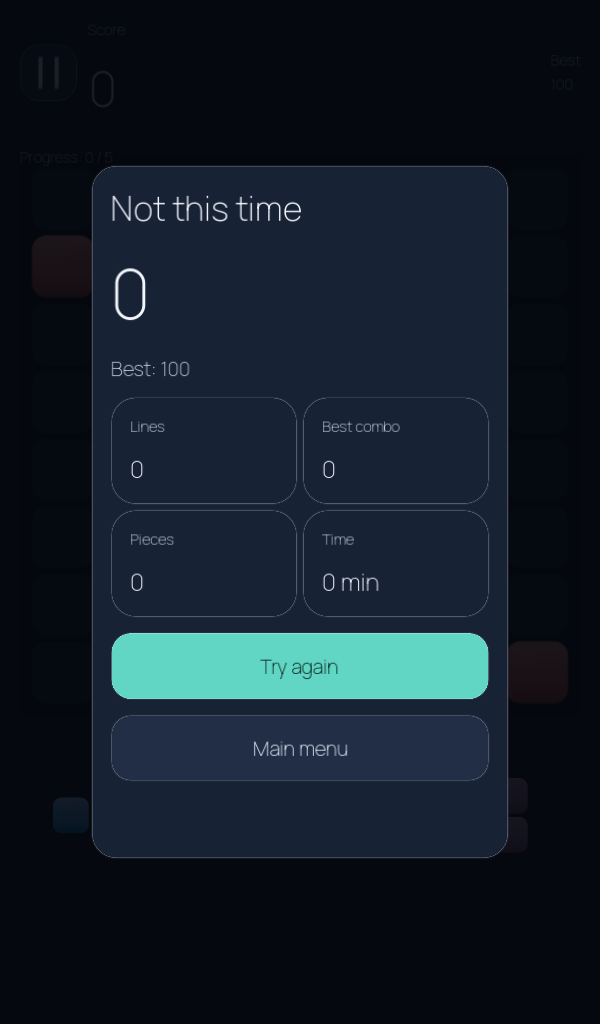 Score
0
Best
100
Progress: 0 / 5
Not this time
0
Best: 100
Lines
0
Best combo
0
Pieces
0
Time
0 min
Try again
Main menu